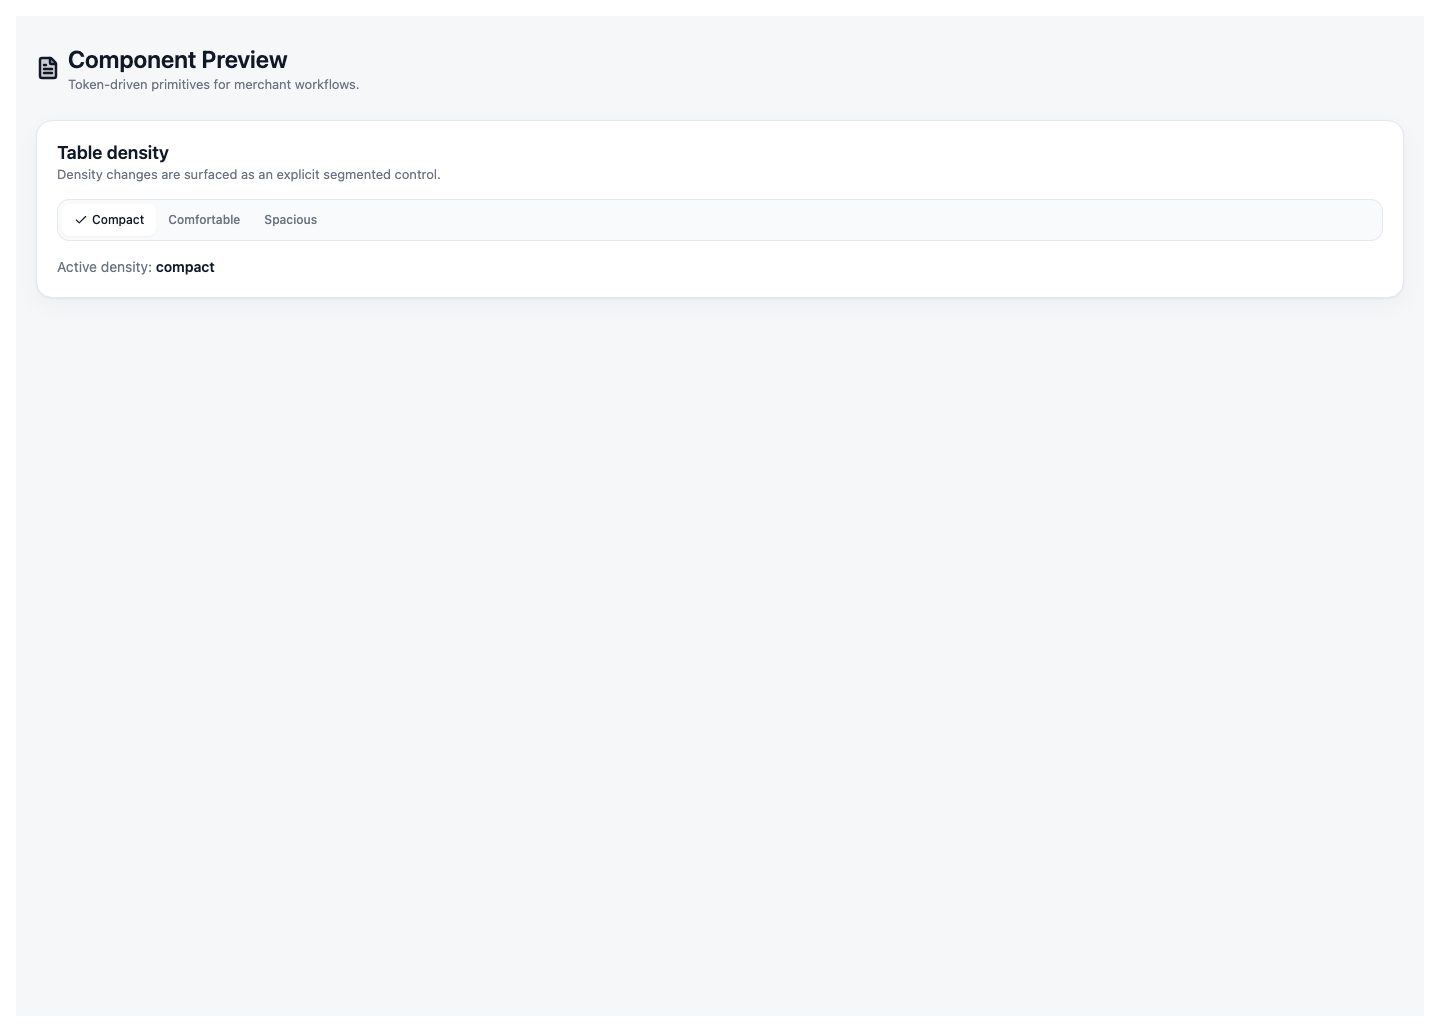 Component Preview
Token-driven primitives for merchant workflows.
Table density
Density changes are surfaced as an explicit segmented control.
Compact Comfortable Spacious
Active density: compact